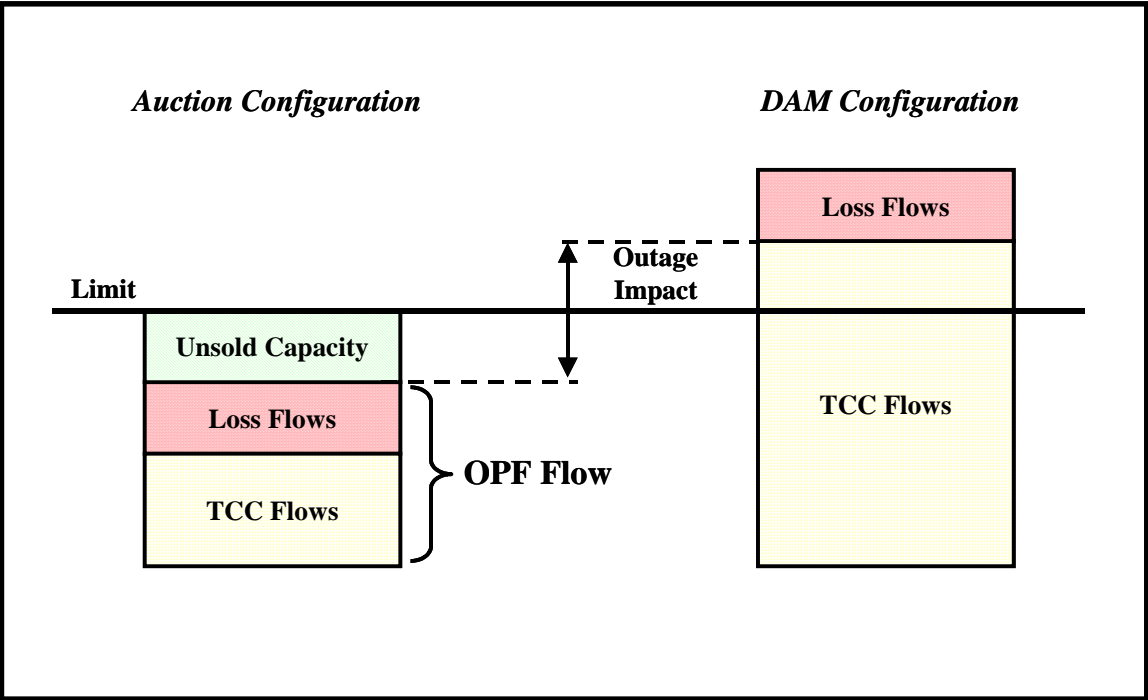 Auction Configuration
DAM Configuration
Loss Flows
Outage
Impact
Limit
Unsold Capacity
Loss Flows
TCC Flows
OPF Flow
TCC Flows